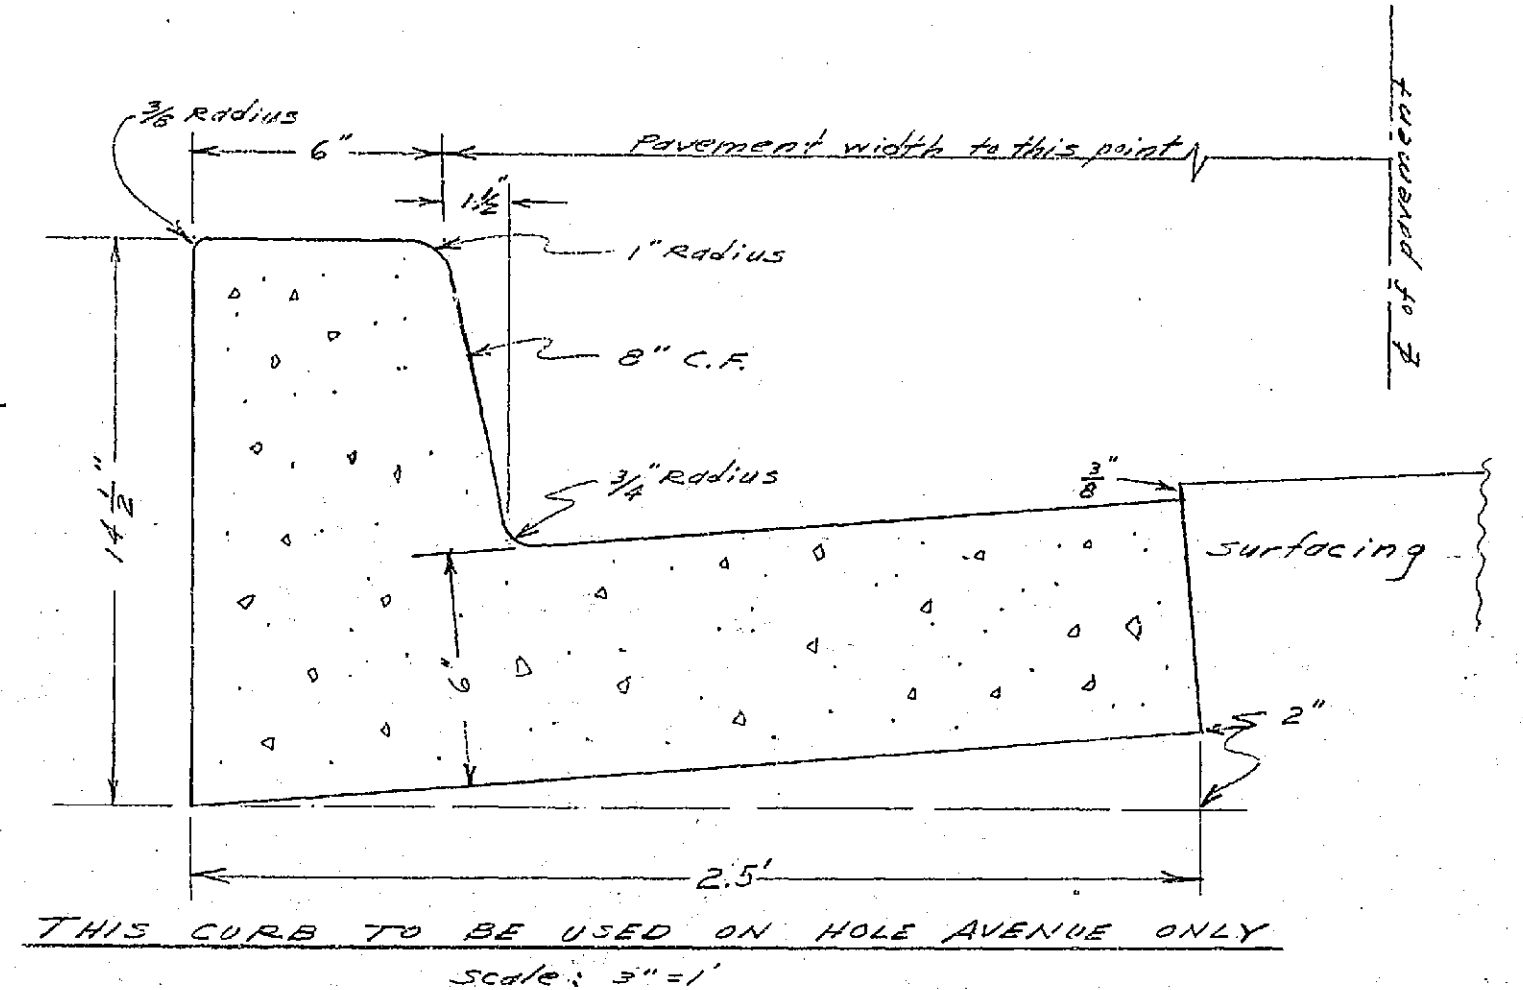 3/8 Radius
6"
Pavement width to this point
℄ of pavement
1½"
1" Radius
8" C.F.
3/4" Radius
3/8"
14½"
surfacing
6"
2"
2.5'
THIS CURB TO BE USED ON HOLE AVENUE ONLY
scale: 3"=1'